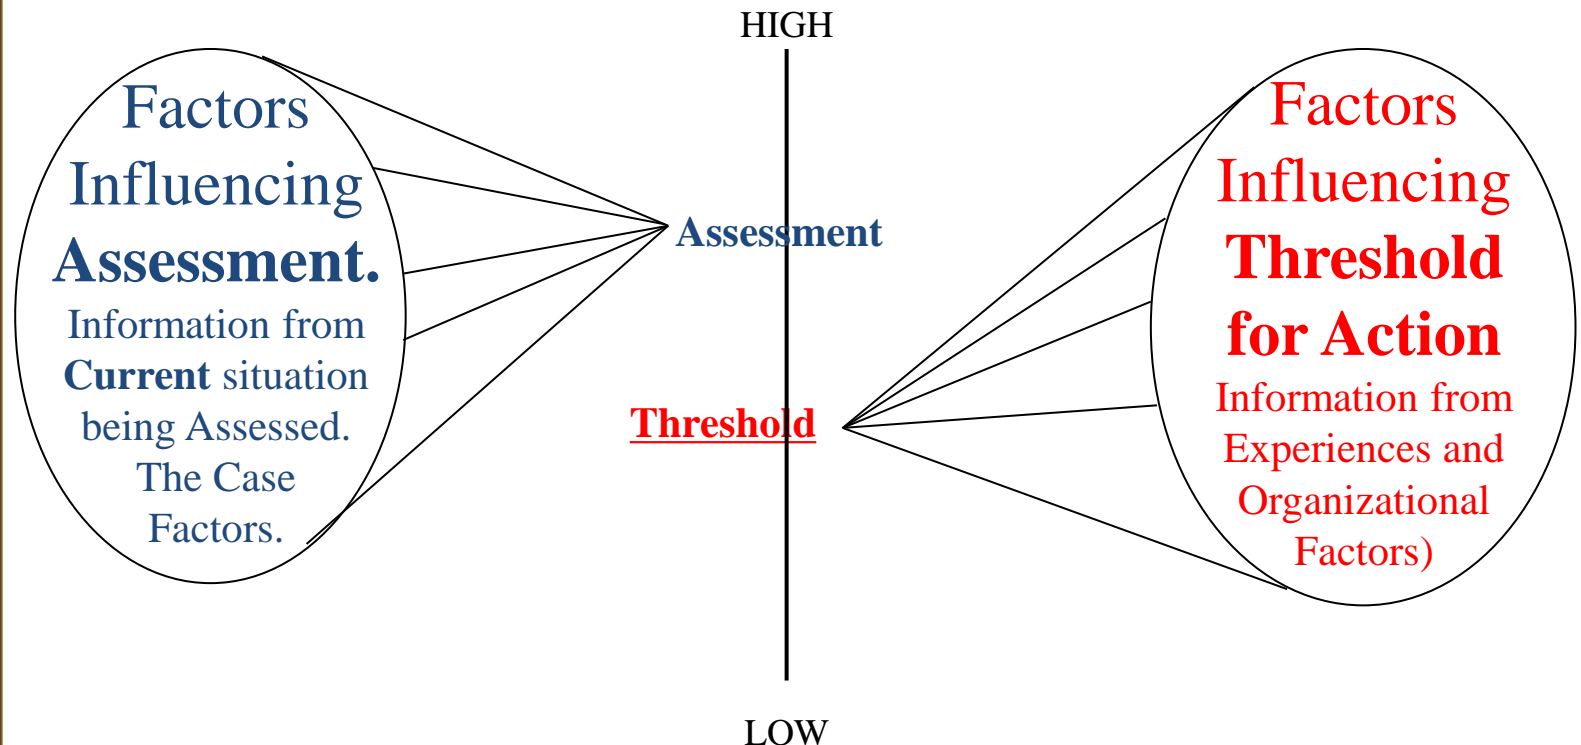 HIGH
Factors
Influencing
Assessment.
Information from
Current situation
being Assessed.
The Case
Factors.
Assessment
Threshold
Factors
Influencing
Threshold
for Action
Information from
Experiences and
Organizational
Factors)
LOW